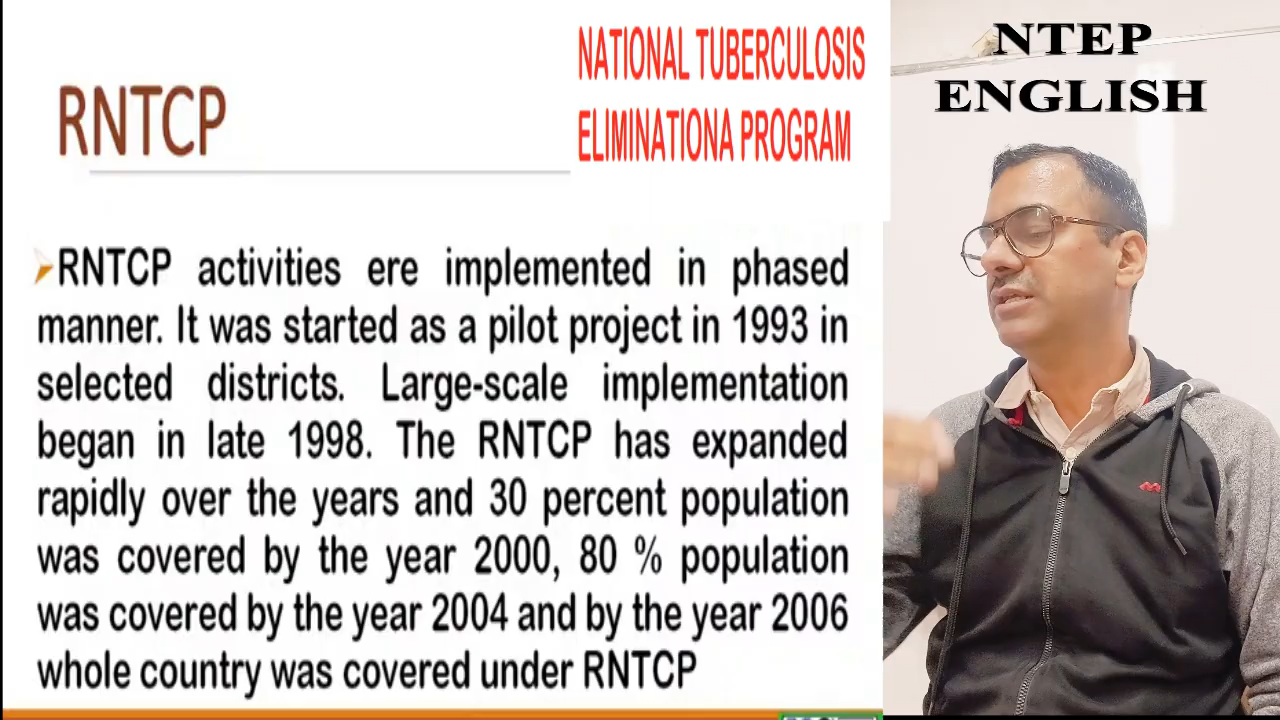 RNTCP
NATIONAL TUBERCULOSIS
ELIMINATIONA PROGRAM
NTEP
ENGLISH
RNTCP activities ere implemented in phased
manner. It was started as a pilot project in 1993 in
selected districts. Large-scale implementation
began in late 1998. The RNTCP has expanded
rapidly over the years and 30 percent population
was covered by the year 2000, 80 % population
was covered by the year 2004 and by the year 2006
whole country was covered under RNTCP